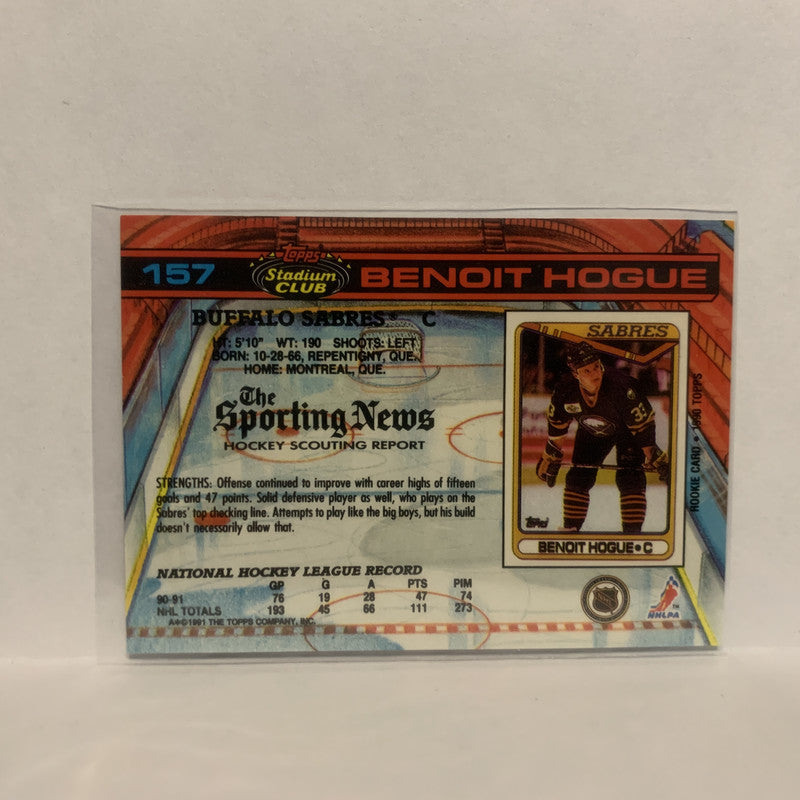 157
Topps
Stadium
CLUB
BENOIT HOGUE
BUFFALO SABRES® C
HT: 5'10" WT: 190 SHOOTS: LEFT
BORN: 10-28-66, REPENTIGNY, QUE.
HOME: MONTREAL, QUE.
The
Sporting News
HOCKEY SCOUTING REPORT
STRENGTHS: Offense continued to improve with career highs of fifteen
goals and 47 points. Solid defensive player as well, who plays on the
Sabres' top checking line. Attempts to play like the big boys, but his build
doesn't necessarily allow that.
NATIONAL HOCKEY LEAGUE RECORD
GP G A PTS PIM
90-91 76 19 28 47 74
NHL TOTALS 193 45 66 111 273
A*©1991 THE TOPPS COMPANY, INC.
SABRES
33
Topps
BENOIT HOGUE•C
ROOKIE CARD • 1990 TOPPS
NHL
NHLPA
TM